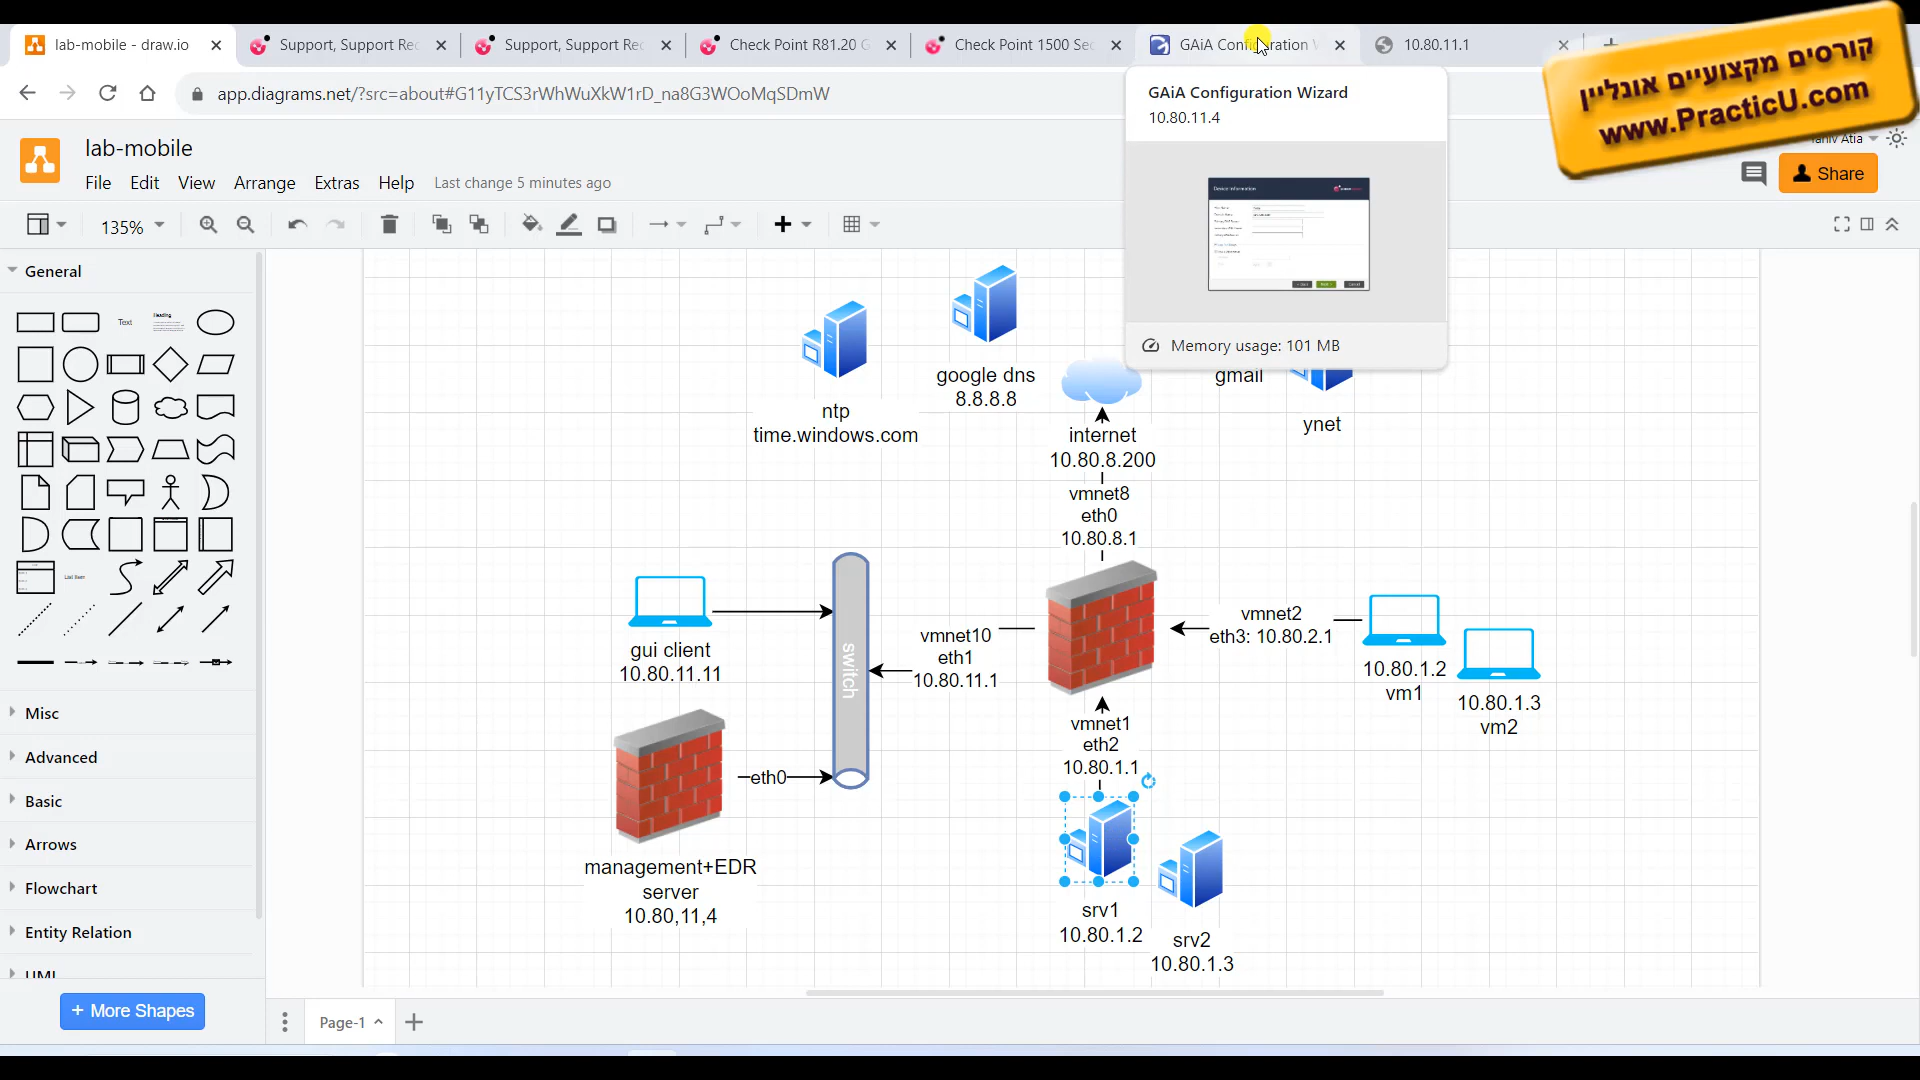 lab-mobile - draw.io
Support, Support Re
Support, Support Re
Check Point R81.20 G
Check Point 1500 Se
GAiA Configuration
10.80.11.1
קורסים מקצועיים אונליין
www.PracticU.com
app.diagrams.net/?src=about#G11yTCS3rWhWuXkW1rD_na8G3WOoMqSDmW
GAiA Configuration Wizard
10.80.11.4
Memory usage: 101 MB
lab-mobile
Yaniv Atia
File
Edit
View
Arrange
Extras
Help
Last change 5 minutes ago
Share
135%
General
Text
Heading
List Item
Misc
Advanced
Basic
Arrows
Flowchart
Entity Relation
UML
+ More Shapes
ntp
time.windows.com
google dns
8.8.8.8
gmail
ynet
internet
10.80.8.200
vmnet8
eth0
10.80.8.1
gui client
10.80.11.11
switch
vmnet10
eth1
10.80.11.1
vmnet2
eth3: 10.80.2.1
10.80.1.2
vm1
10.80.1.3
vm2
eth0
management+EDR
server
10.80,11,4
vmnet1
eth2
10.80.1.1
srv1
10.80.1.2
srv2
10.80.1.3
Page-1